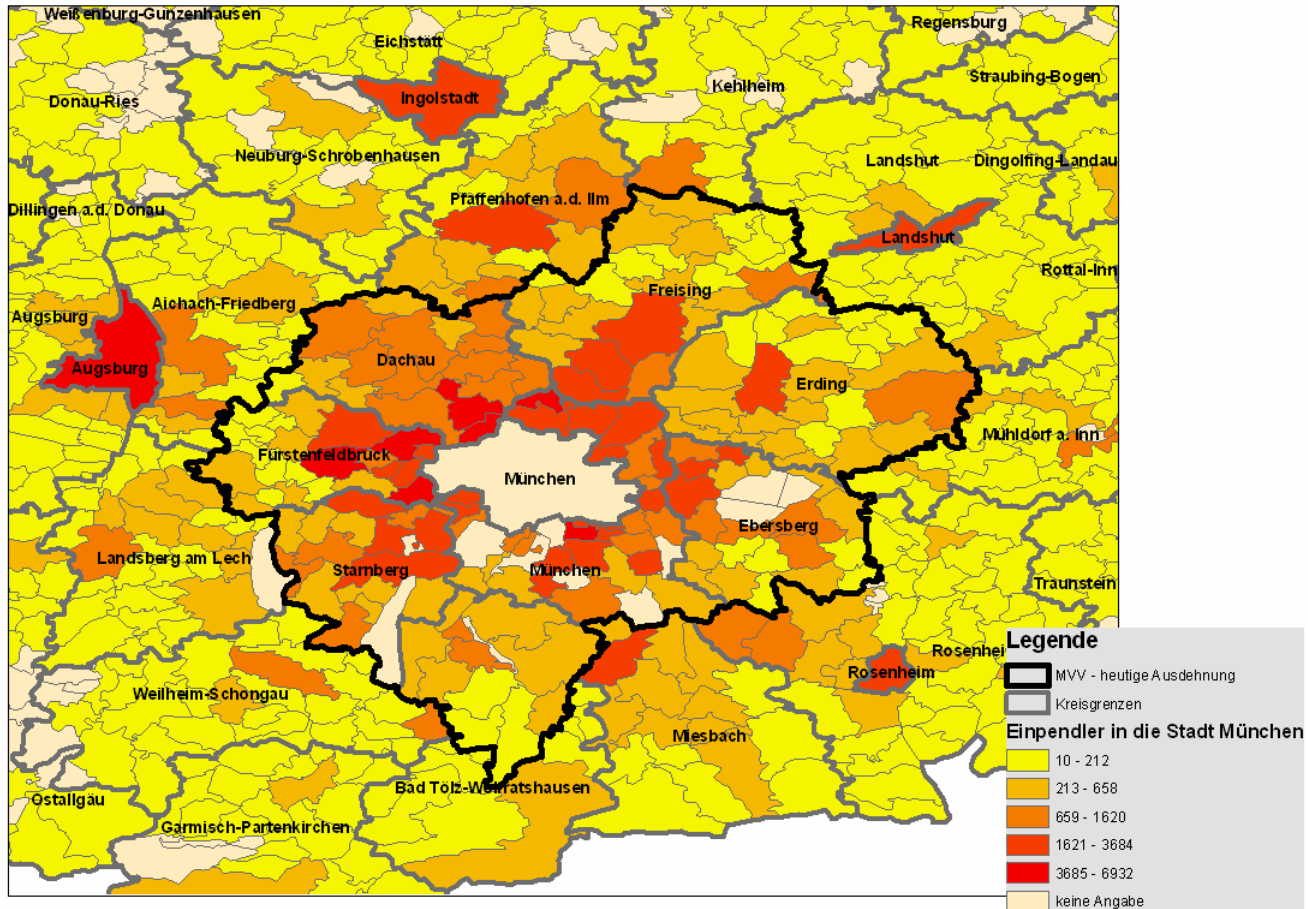 Weißenburg-Gunzenhausen
Regensburg
Eichstätt
Straubing-Bogen
Kehlheim
Donau-Ries
Ingolstadt
Neuburg-Schrobenhausen
Landshut
Dingolfing-Landau
Pfaffenhofen a.d. Ilm
Dillingen a.d. Donau
Landshut
Rottal-Inn
Freising
Aichach-Friedberg
Augsburg
Dachau
Augsburg
Erding
Mühldorf a. Inn
Fürstenfeldbruck
München
Ebersberg
Landsberg am Lech
Starnberg
München
Traunstein
Rosenhei
Rosenheim
Weilheim-Schongau
Miesbach
Bad Tölz-Wolfratshausen
Ostallgäu
Garmisch-Partenkirchen
Legende
MVV - heutige Ausdehnung
Kreisgrenzen
Einpendler in die Stadt München
10 - 212
213 - 658
659 - 1620
1621 - 3684
3685 - 6932
keine Angabe